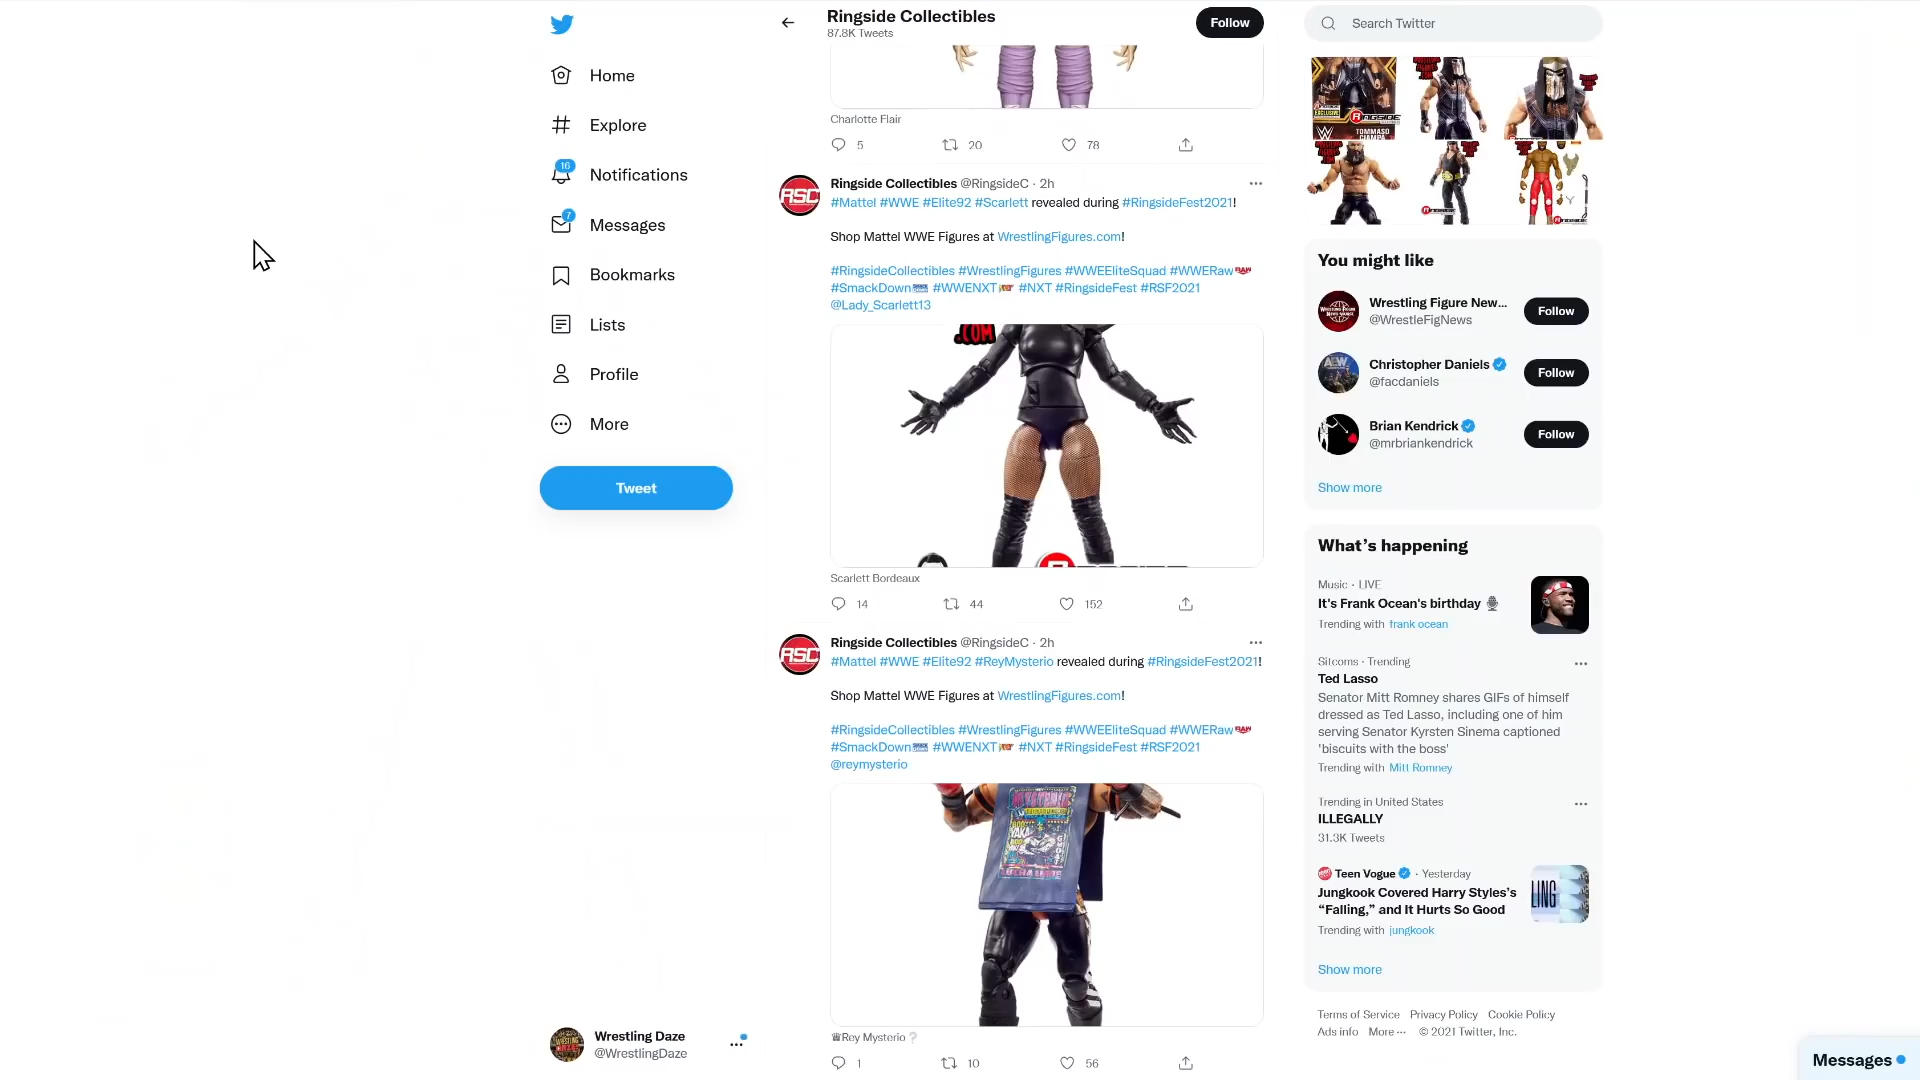 Ringside Collectibles
87.8K Tweets
Follow
Search Twitter
Home
Explore
16
Notifications
7
Messages
Bookmarks
Lists
Profile
More
Tweet
Wrestling Daze
@WrestlingDaze
Charlotte Flair
5 20 78
Ringside Collectibles @RingsideC · 2h
#Mattel #WWE #Elite92 #Scarlett revealed during #RingsideFest2021!
Shop Mattel WWE Figures at WrestlingFigures.com!
#RingsideCollectibles #WrestlingFigures #WWEEliteSquad #WWERaw
#SmackDown #WWENXT #NXT #RingsideFest #RSF2021
@Lady_Scarlett13
RSC
.COM
Scarlett Bordeaux
14 44 152
Ringside Collectibles @RingsideC · 2h
#Mattel #WWE #Elite92 #ReyMysterio revealed during #RingsideFest2021!
Shop Mattel WWE Figures at WrestlingFigures.com!
#RingsideCollectibles #WrestlingFigures #WWEEliteSquad #WWERaw
#SmackDown #WWENXT #NXT #RingsideFest #RSF2021
@reymysterio
RSC
MYSTERIO
BOO
YAKA
♛Rey Mysterio❔
1 10 56
RINGSIDE
TOMMASO
CIAMPA
You might like
Wrestling Figure New...
@WrestleFigNews
Follow
Christopher Daniels
@facdaniels
Follow
Brian Kendrick
@mrbriankendrick
Follow
Show more
What's happening
Music · LIVE
It's Frank Ocean's birthday 🎙
Trending with frank ocean
Sitcoms · Trending
Ted Lasso
Senator Mitt Romney shares GIFs of himself
dressed as Ted Lasso, including one of him
serving Senator Kyrsten Sinema captioned
'biscuits with the boss'
Trending with Mitt Romney
Trending in United States
ILLEGALLY
31.3K Tweets
Teen Vogue · Yesterday
Jungkook Covered Harry Styles's
“Falling,” and It Hurts So Good
LING
Trending with jungkook
Show more
Terms of Service Privacy Policy Cookie Policy
Ads info More ··· © 2021 Twitter, Inc.
Messages